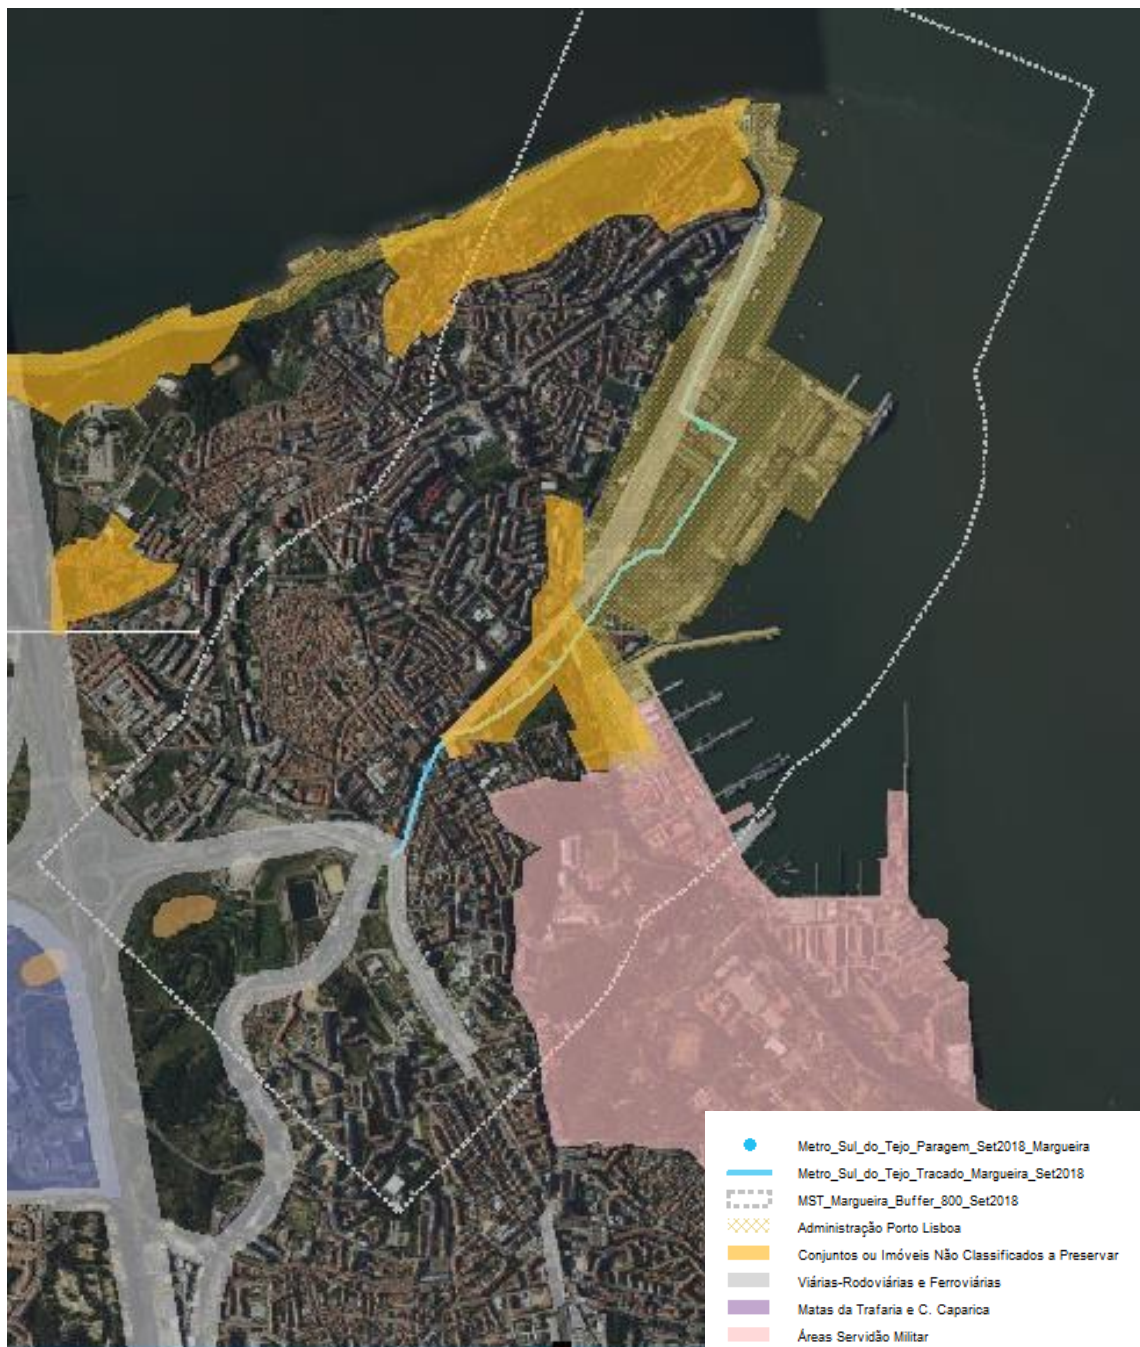 Metro_Sul_do_Tejo_Paragem_Set2018_Margueira
Metro_Sul_do_Tejo_Tracado_Margueira_Set2018
MST_Margueira_Buffer_800_Set2018
Administração Porto Lisboa
Conjuntos ou Imóveis Não Classificados a Preservar
Viárias-Rodoviárias e Ferroviárias
Matas da Trafaria e C. Caparica
Áreas Servidão Militar